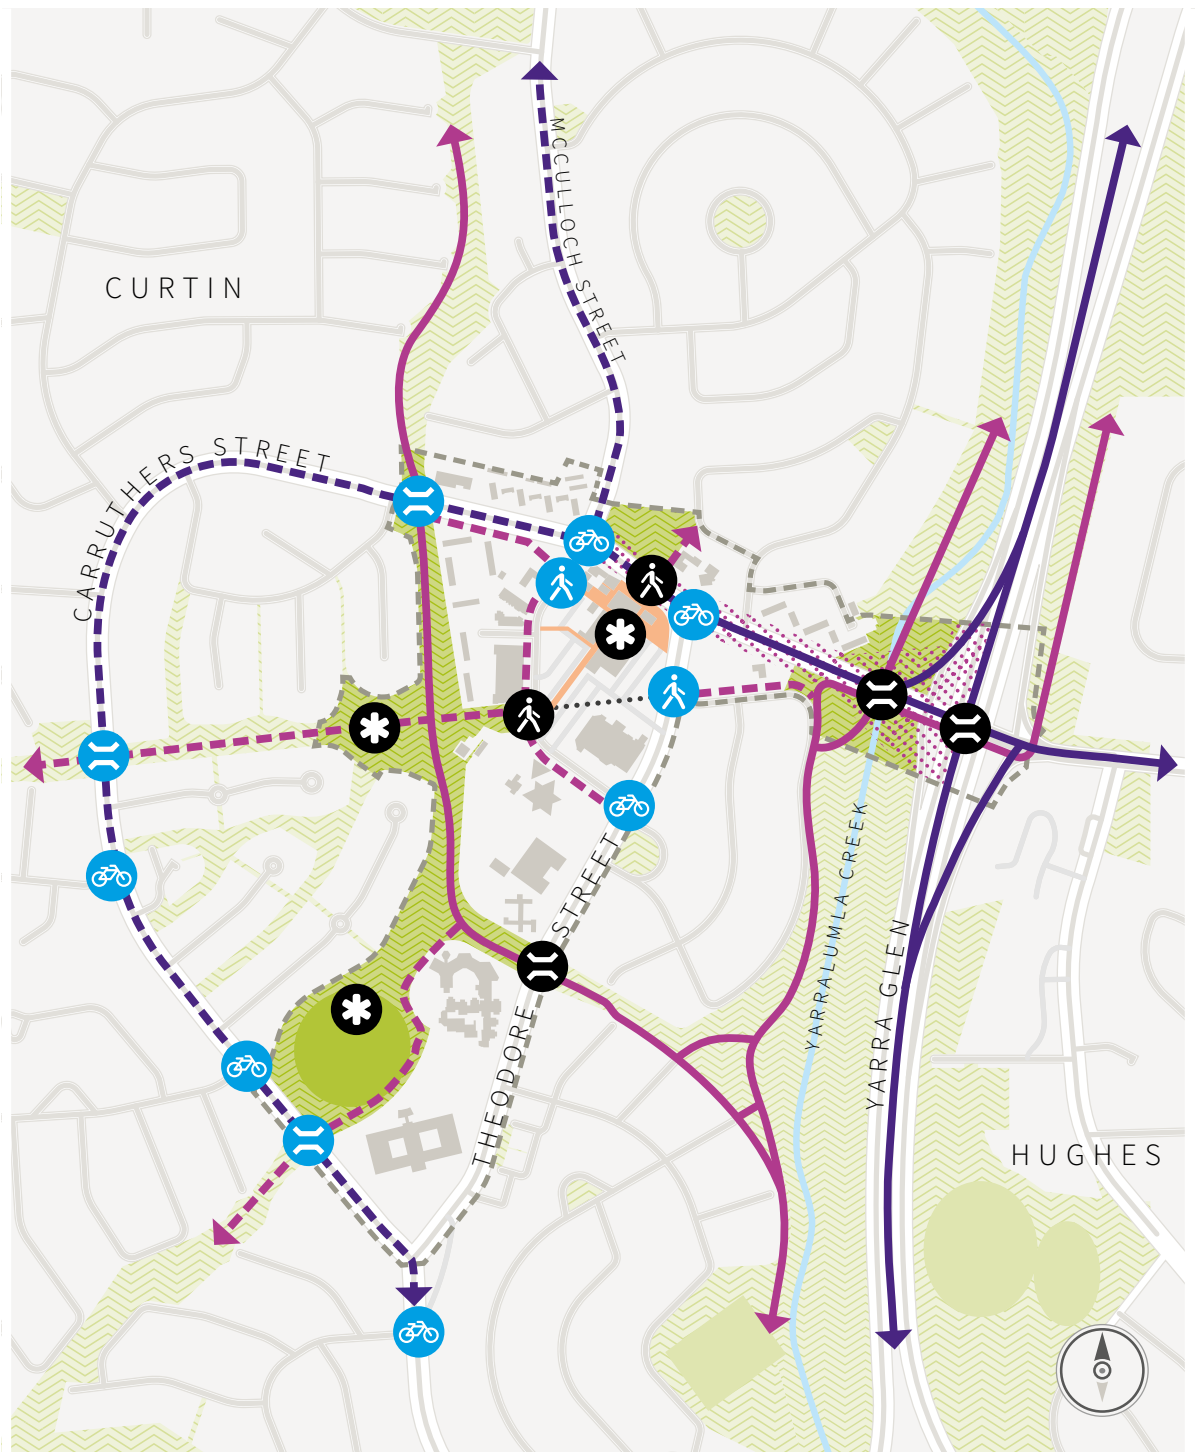 MCCULLOCH STREET
CURTIN
CARRUTHERS STREET
YARRALUMLA CREEK
THEODORE STREET
YARRA GLEN
HUGHES